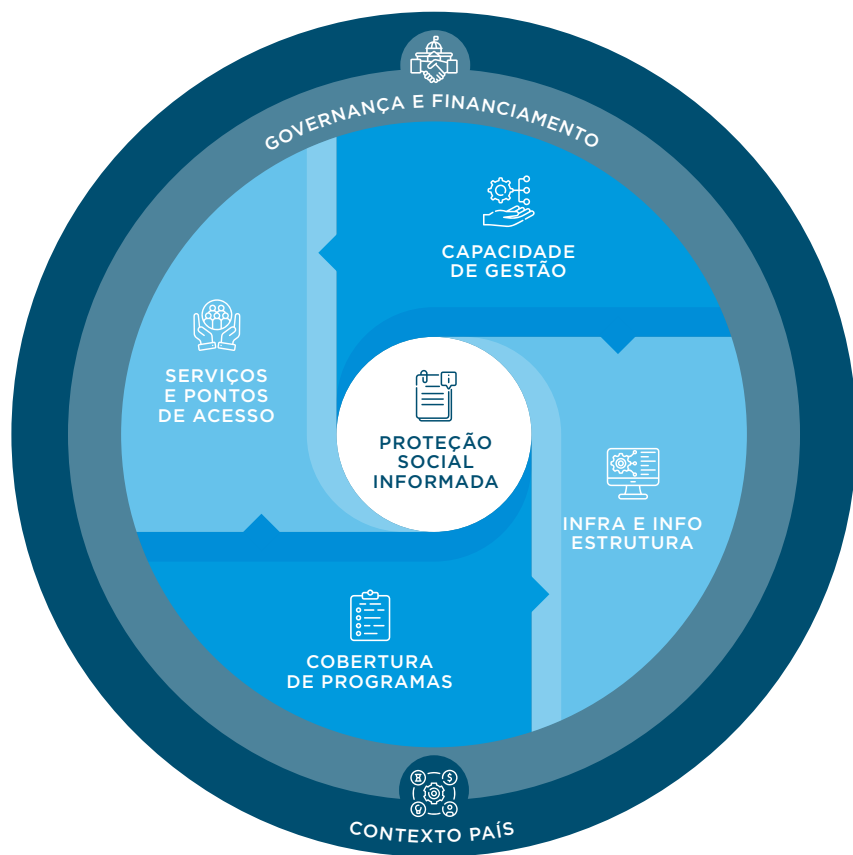 GOVERNANÇA E FINANCIAMENTO
CAPACIDADE
DE GESTÃO
SERVIÇOS
E PONTOS
DE ACESSO
PROTEÇÃO
SOCIAL
INFORMADA
INFRA E INFO
ESTRUTURA
COBERTURA
DE PROGRAMAS
CONTEXTO PAÍS